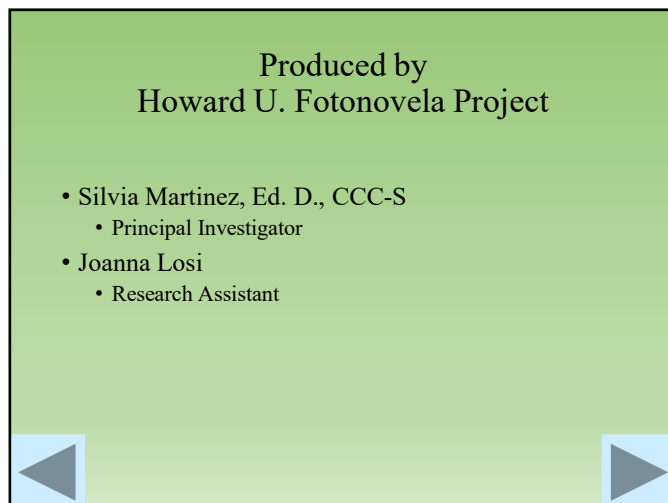 Produced by
Howard U. Fotonovela Project
• Silvia Martinez, Ed. D., CCC-S
• Principal Investigator
• Joanna Losi
• Research Assistant